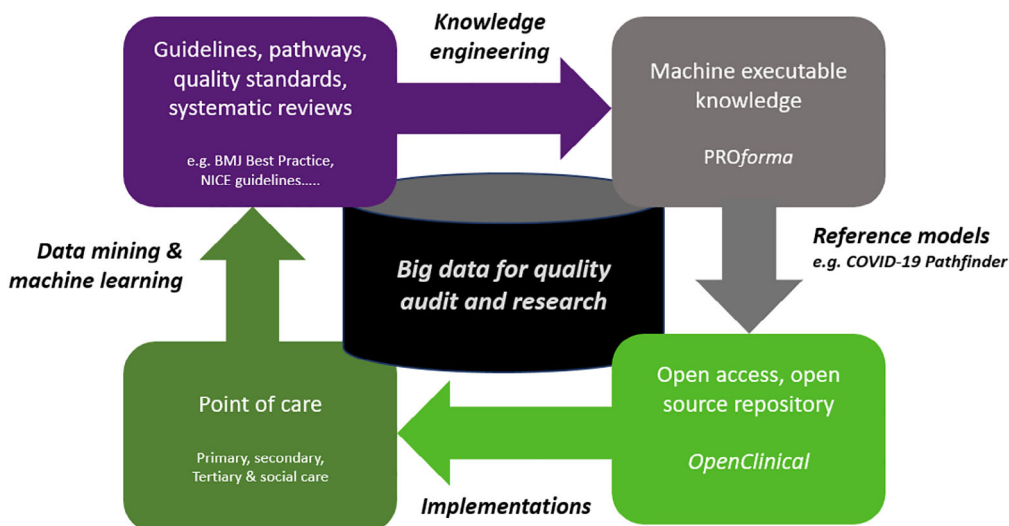 Guidelines, pathways,
quality standards,
systematic reviews
e.g. BMJ Best Practice,
NICE guidelines…..
Knowledge
engineering
Machine executable
knowledge
PROforma
Reference models
e.g. COVID-19 Pathfinder
Data mining &
machine learning
Big data for quality
audit and research
Open access, open
source repository
OpenClinical
Implementations
Point of care
Primary, secondary,
Tertiary & social care